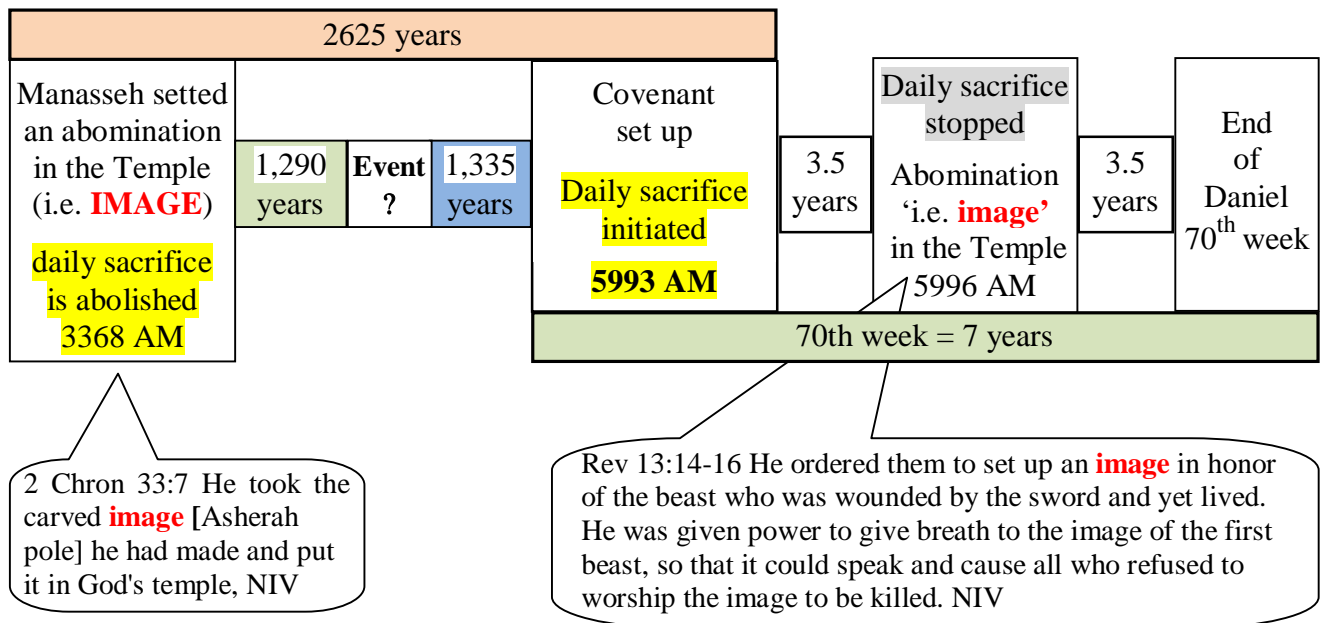 2625 years
Manasseh setted
an abomination
in the Temple
(i.e. IMAGE)
daily sacrifice
is abolished
3368 AM
1,290
years
Event
?
1,335
years
Covenant
set up
Daily sacrifice
initiated
5993 AM
3.5
years
Daily sacrifice
stopped
Abomination
‘i.e. image’
in the Temple
5996 AM
3.5
years
End
of
Daniel
70th week
70th week = 7 years
2 Chron 33:7 He took the
carved image [Asherah
pole] he had made and put
it in God's temple, NIV
Rev 13:14-16 He ordered them to set up an image in honor
of the beast who was wounded by the sword and yet lived.
He was given power to give breath to the image of the first
beast, so that it could speak and cause all who refused to
worship the image to be killed. NIV